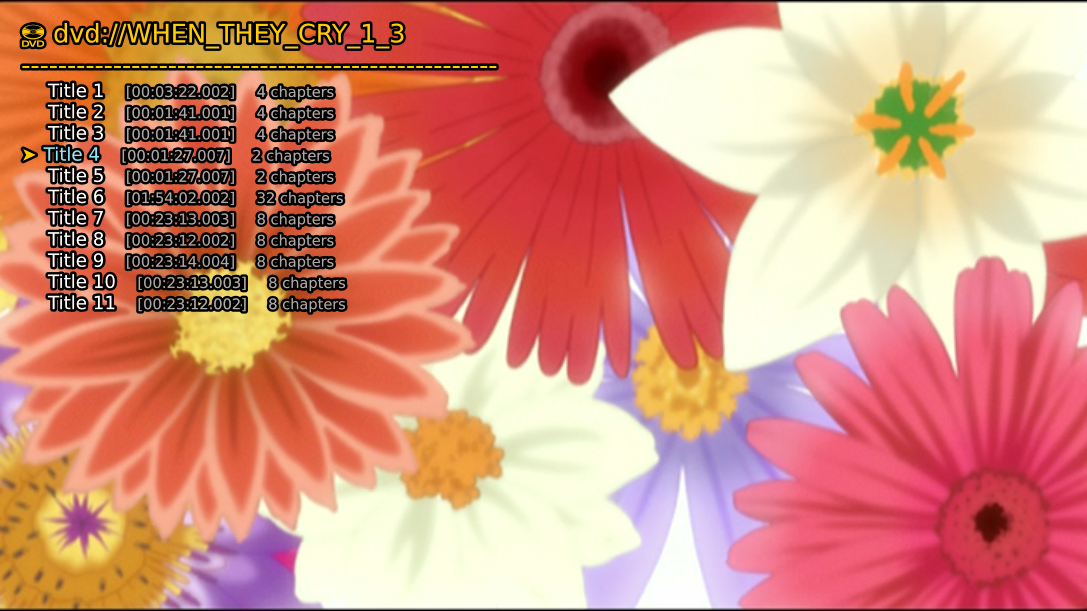 DVD dvd://WHEN_THEY_CRY_1_3
---------------------------------------------------
Title 1 [00:03:22.002] 4 chapters
Title 2 [00:01:41.001] 4 chapters
Title 3 [00:01:41.001] 4 chapters
➤ Title 4 [00:01:27.007] 2 chapters
Title 5 [00:01:27.007] 2 chapters
Title 6 [01:54:02.002] 32 chapters
Title 7 [00:23:13.003] 8 chapters
Title 8 [00:23:12.002] 8 chapters
Title 9 [00:23:14.004] 8 chapters
Title 10 [00:23:13.003] 8 chapters
Title 11 [00:23:12.002] 8 chapters